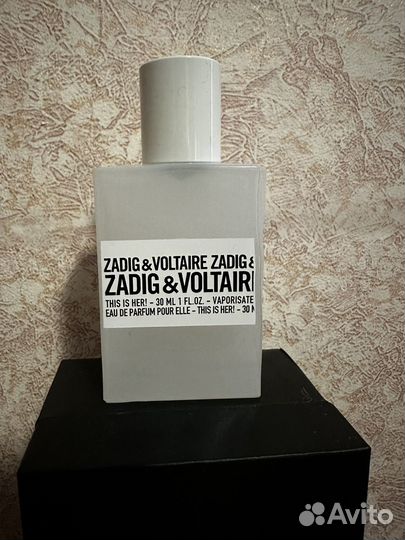 ZADIG&VOLTAIRE ZADIG&
ZADIG&VOLTAIRE
THIS IS HER! – 30 ML 1 FL.OZ. – VAPORISATE
EAU DE PARFUM POUR ELLE – THIS IS HER! – 30 M
Avito